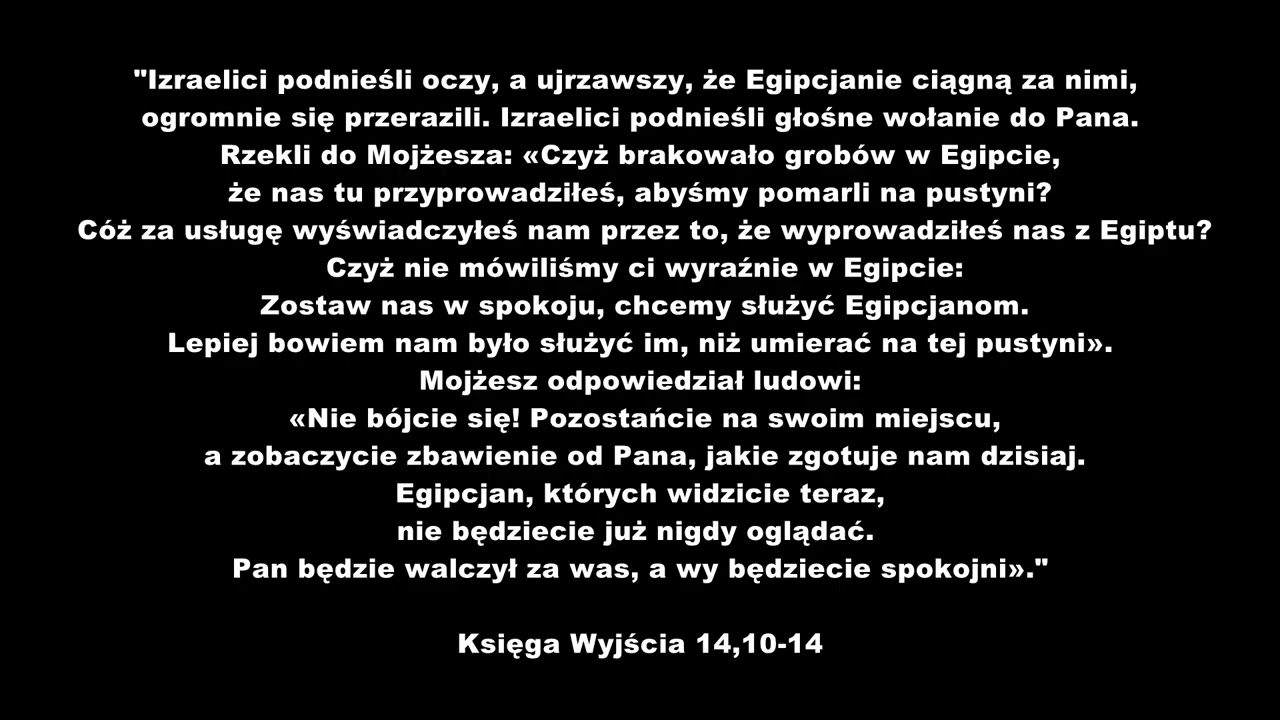 "Izraelici podnieśli oczy, a ujrzawszy, że Egipcjanie ciągną za nimi,
ogromnie się przerazili. Izraelici podnieśli głośne wołanie do Pana.
Rzekli do Mojżesza: «Czyż brakowało grobów w Egipcie,
że nas tu przyprowadziłeś, abyśmy pomarli na pustyni?
Cóż za usługę wyświadczyłeś nam przez to, że wyprowadziłeś nas z Egiptu?
Czyż nie mówiliśmy ci wyraźnie w Egipcie:
Zostaw nas w spokoju, chcemy służyć Egipcjanom.
Lepiej bowiem nam było służyć im, niż umierać na tej pustyni».
Mojżesz odpowiedział ludowi:
«Nie bójcie się! Pozostańcie na swoim miejscu,
a zobaczycie zbawienie od Pana, jakie zgotuje nam dzisiaj.
Egipcjan, których widzicie teraz,
nie będziecie już nigdy oglądać.
Pan będzie walczył za was, a wy będziecie spokojni»."
Księga Wyjścia 14,10-14